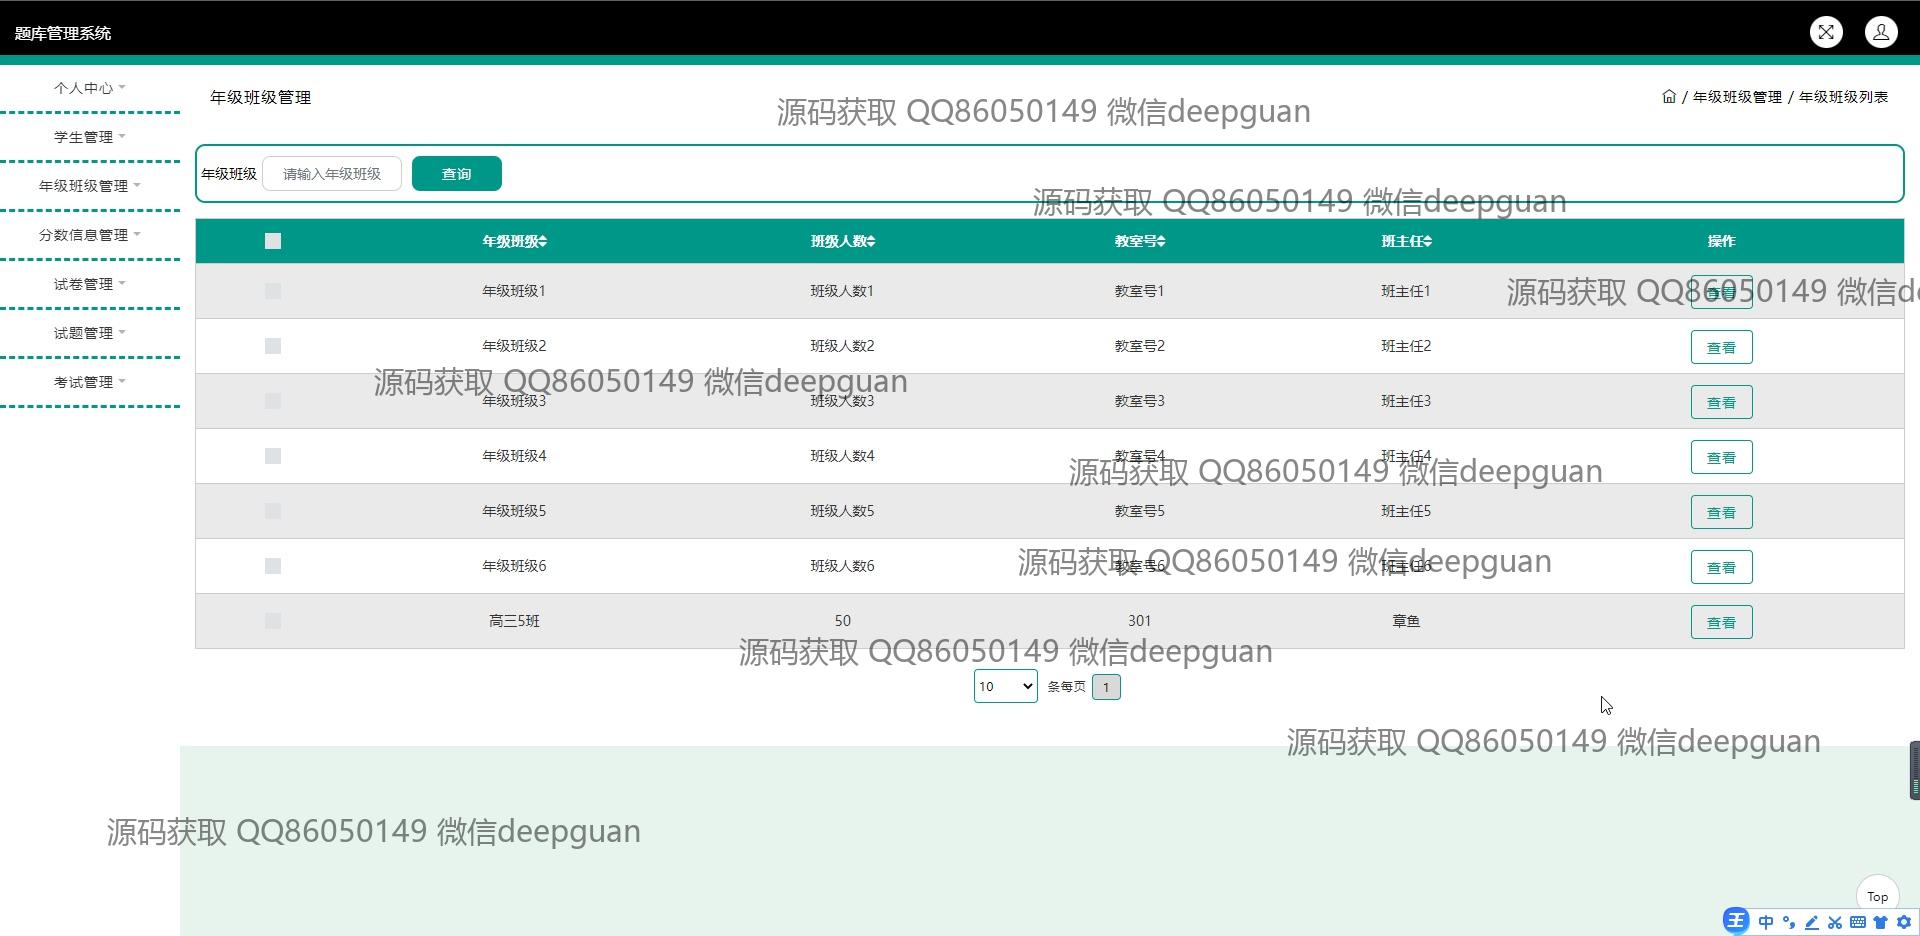 题库管理系统
个人中心
学生管理
年级班级管理
分数信息管理
试卷管理
试题管理
考试管理
年级班级管理
/ 年级班级管理 / 年级班级列表
源码获取 QQ86050149 微信deepguan
年级班级 请输入年级班级 查询
源码获取 QQ86050149 微信deepguan
年级班级 班级人数 教室号 班主任 操作
年级班级1 班级人数1 教室号1 班主任1 查看
源码获取 QQ86050149 微信de
年级班级2 班级人数2 教室号2 班主任2 查看
源码获取 QQ86050149 微信deepguan
年级班级3 班级人数3 教室号3 班主任3 查看
年级班级4 班级人数4 教室号4 班主任4 查看
源码获取 QQ86050149 微信deepguan
年级班级5 班级人数5 教室号5 班主任5 查看
年级班级6 班级人数6 教室号6 班主任6 查看
源码获取 QQ86050149 微信deepguan
高三5班 50 301 章鱼 查看
源码获取 QQ86050149 微信deepguan
10 条每页 1
源码获取 QQ86050149 微信deepguan
源码获取 QQ86050149 微信deepguan
Top
王 中